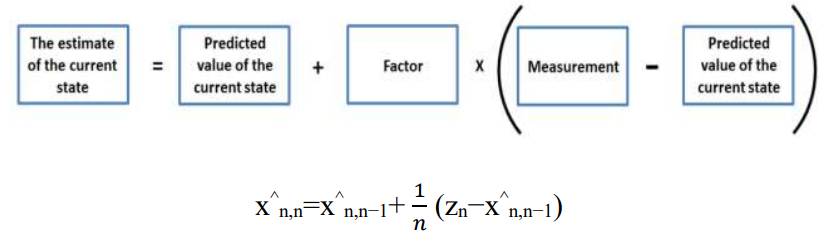 The estimate of the current state = Predicted value of the current state + Factor x ( Measurement - Predicted value of the current state )
x^n,n=x^n,n−1+ 1/n (zn−x^n,n−1)